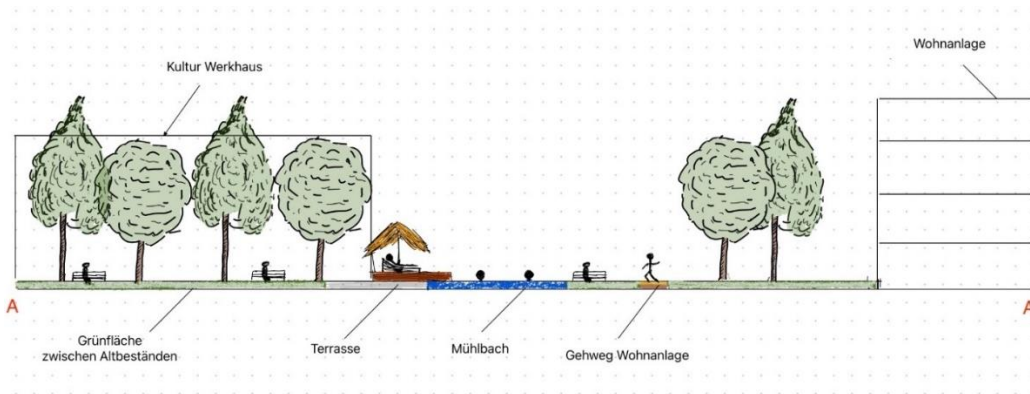 Wohnanlage
Kultur Werkhaus
A
A
Grünfläche
zwischen Altbeständen
Terrasse
Mühlbach
Gehweg Wohnanlage